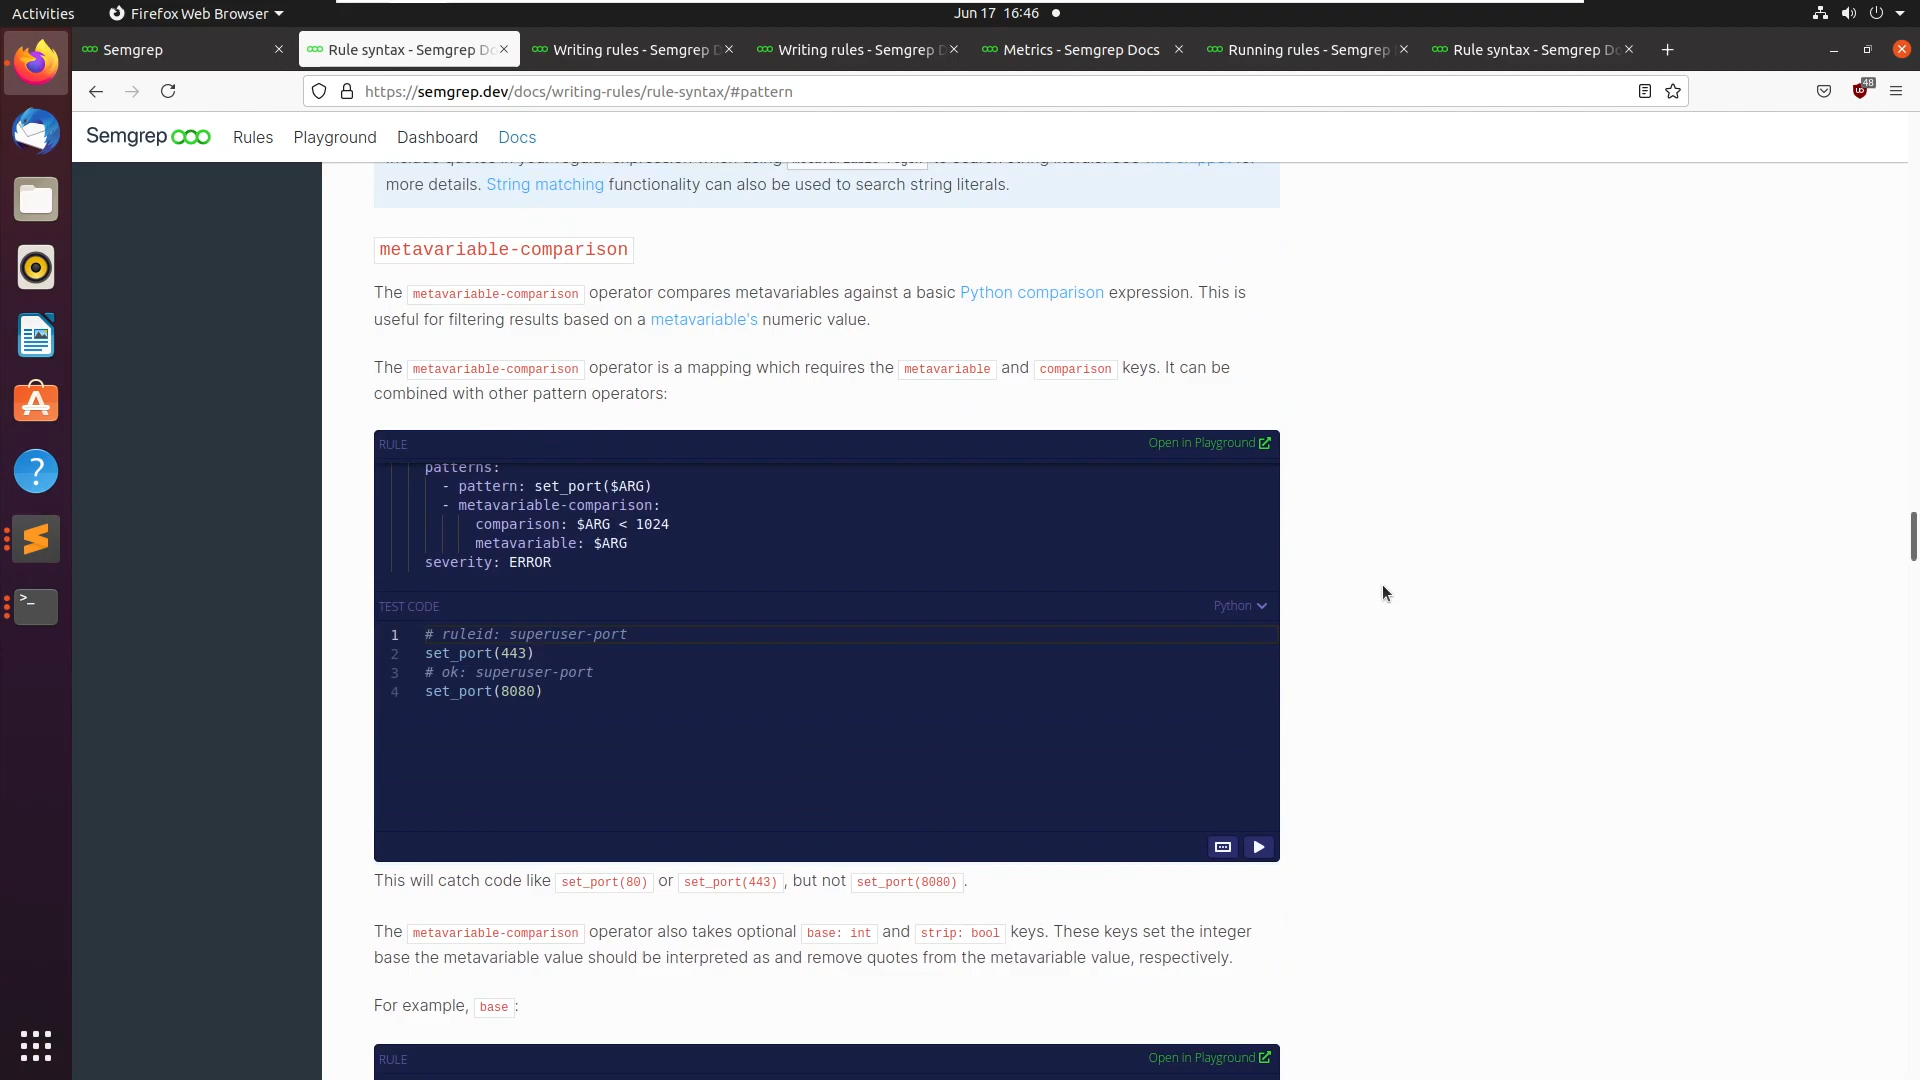 Activities
Firefox Web Browser
Jun 17 16:46
Semgrep
Rule syntax - Semgrep Do
Writing rules - Semgrep D
Writing rules - Semgrep D
Metrics - Semgrep Docs
Running rules - Semgrep
Rule syntax - Semgrep Do
https://semgrep.dev/docs/writing-rules/rule-syntax/#pattern
48
Semgrep
Rules
Playground
Dashboard
Docs
more details. String matching functionality can also be used to search string literals.
metavariable-comparison
The metavariable-comparison operator compares metavariables against a basic Python comparison expression. This is
useful for filtering results based on a metavariable's numeric value.
The metavariable-comparison operator is a mapping which requires the metavariable and comparison keys. It can be
combined with other pattern operators:
RULE
Open in Playground
patterns:
- pattern: set_port($ARG)
- metavariable-comparison:
comparison: $ARG < 1024
metavariable: $ARG
severity: ERROR
TEST CODE
Python
1 # ruleid: superuser-port
2 set_port(443)
3 # ok: superuser-port
4 set_port(8080)
This will catch code like set_port(80) or set_port(443), but not set_port(8080).
The metavariable-comparison operator also takes optional base: int and strip: bool keys. These keys set the integer
base the metavariable value should be interpreted as and remove quotes from the metavariable value, respectively.
For example, base:
RULE
Open in Playground